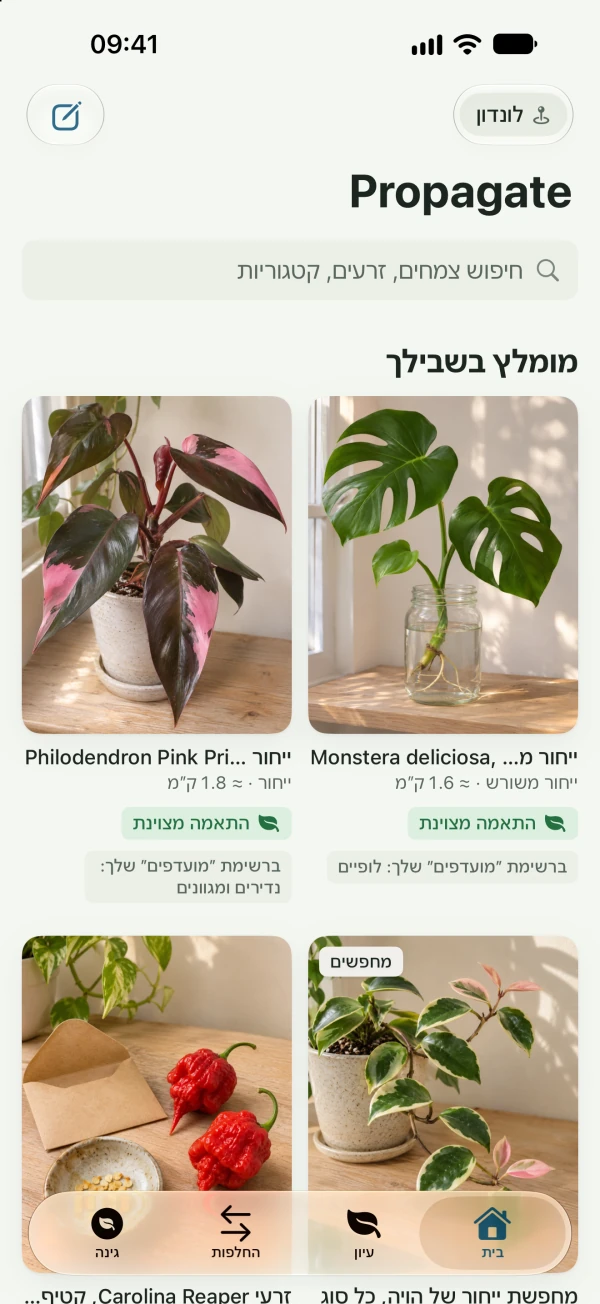 09:41
לונדון
Propagate
חיפוש צמחים, זרעים, קטגוריות
מומלץ בשבילך
ייחור מ... Monstera deliciosa,
ייחור משורש · ≈ 1.6 ק"מ
התאמה מצוינת
ברשימת "מועדפים" שלך: לופיים
ייחור Philodendron Pink Pri...
ייחור · ≈ 1.8 ק"מ
התאמה מצוינת
ברשימת "מועדפים" שלך:
נדירים ומגוונים
מחפשים
מחפשת ייחור של הויה, כל סוג
זרעי Carolina Reaper, קטיף...
בית
עיון
החלפות
גינה